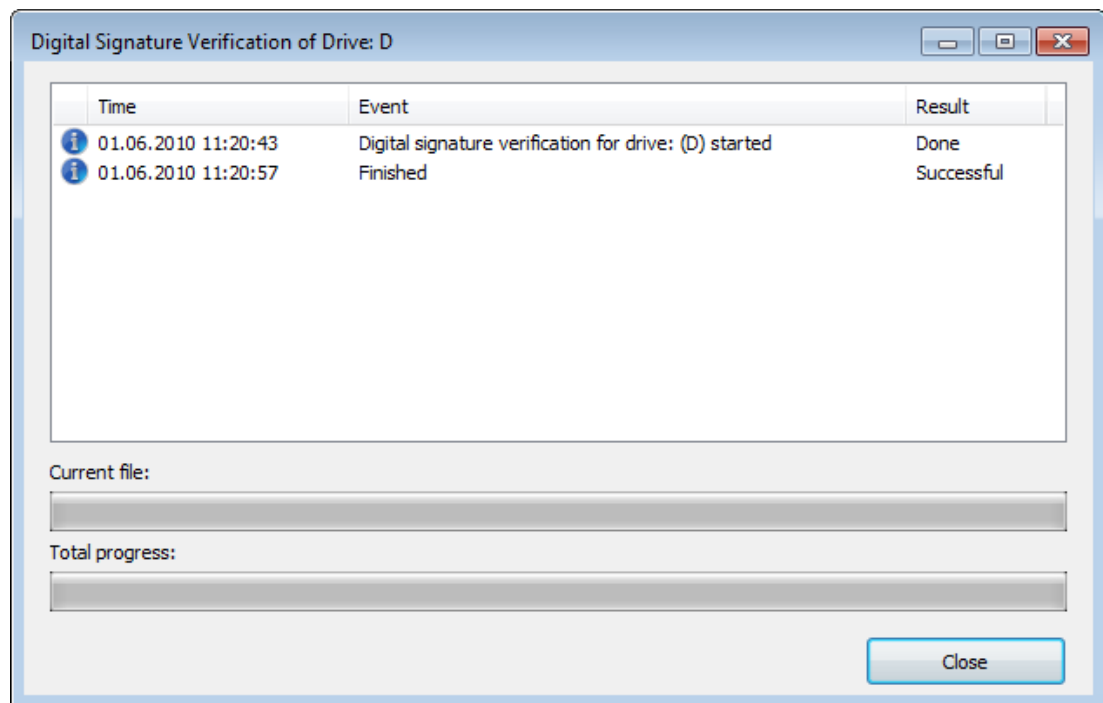 Digital Signature Verification of Drive: D
Time Event Result
01.06.2010 11:20:43 Digital signature verification for drive: (D) started Done
01.06.2010 11:20:57 Finished Successful
Current file:
Total progress:
Close